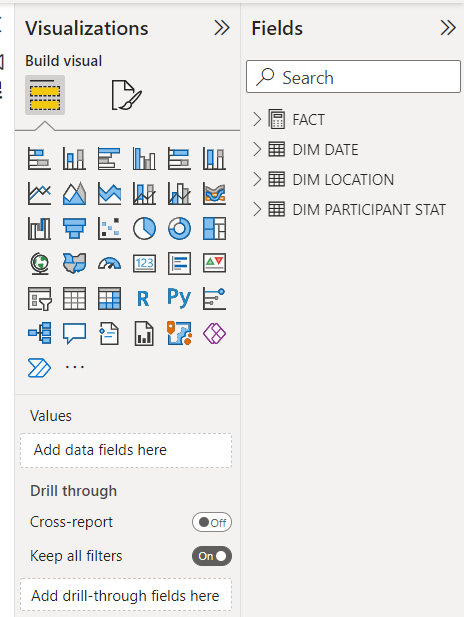 Visualizations
Build visual
123
R
Py
...
Values
Add data fields here
Drill through
Cross-report
Off
Keep all filters
On
Add drill-through fields here
Fields
Search
FACT
DIM DATE
DIM LOCATION
DIM PARTICIPANT STAT